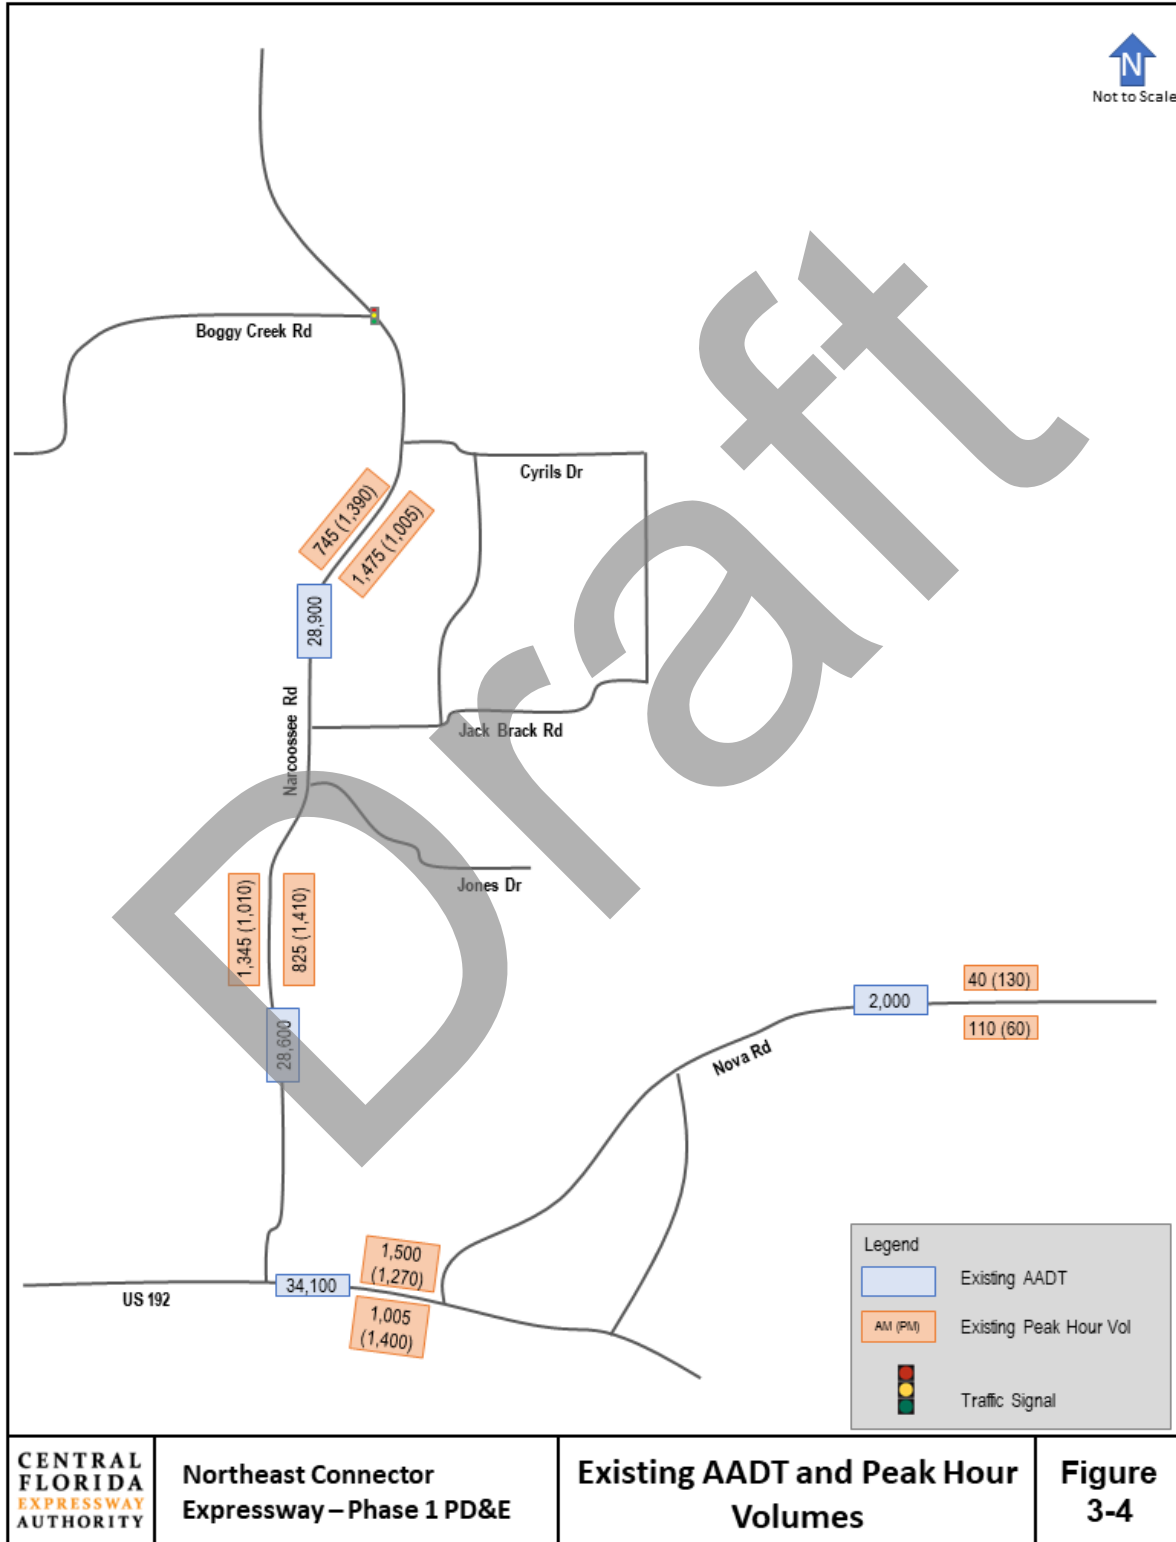 N
Not to Scale
Boggy Creek Rd
Cyrils Dr
745 (1,390)
1,475 (1,005)
28,900
Narcoossee Rd
Jack Brack Rd
Jones Dr
1,345 (1,010)
825 (1,410)
28,600
2,000
40 (130)
110 (60)
Nova Rd
1,500
(1,270)
34,100
US 192
1,005
(1,400)
Draft
Legend
Existing AADT
AM (PM)
Existing Peak Hour Vol
Traffic Signal
CENTRAL
FLORIDA
EXPRESSWAY
AUTHORITY
Northeast Connector
Expressway – Phase 1 PD&E
Existing AADT and Peak Hour
Volumes
Figure
3-4